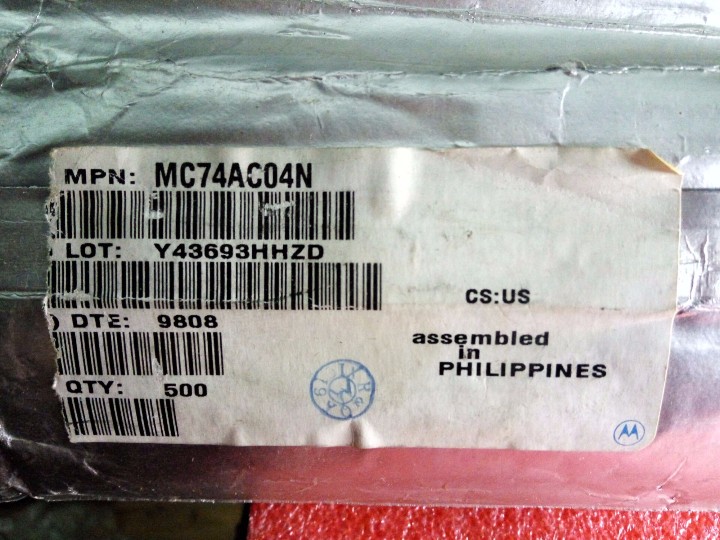 MPN: MC74AC04N
LOT: Y43693HHZD
CS:US
DTE: 9808
assembled
in
PHILIPPINES
QTY: 500